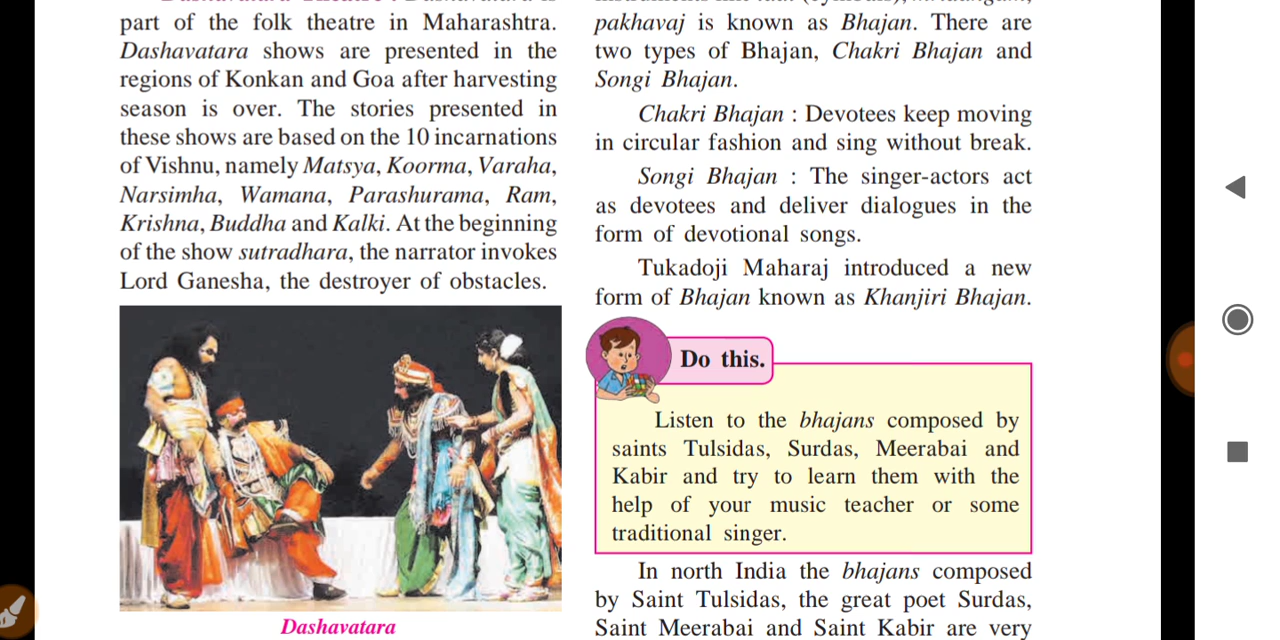 part of the folk theatre in Maharashtra.
Dashavatara shows are presented in the
regions of Konkan and Goa after harvesting
season is over. The stories presented in
these shows are based on the 10 incarnations
of Vishnu, namely Matsya, Koorma, Varaha,
Narsimha, Wamana, Parashurama, Ram,
Krishna, Buddha and Kalki. At the beginning
of the show sutradhara, the narrator invokes
Lord Ganesha, the destroyer of obstacles.
Dashavatara
pakhavaj is known as Bhajan. There are
two types of Bhajan, Chakri Bhajan and
Songi Bhajan.
Chakri Bhajan : Devotees keep moving
in circular fashion and sing without break.
Songi Bhajan : The singer-actors act
as devotees and deliver dialogues in the
form of devotional songs.
Tukadoji Maharaj introduced a new
form of Bhajan known as Khanjiri Bhajan.
Do this.
Listen to the bhajans composed by
saints Tulsidas, Surdas, Meerabai and
Kabir and try to learn them with the
help of your music teacher or some
traditional singer.
In north India the bhajans composed
by Saint Tulsidas, the great poet Surdas,
Saint Meerabai and Saint Kabir are very